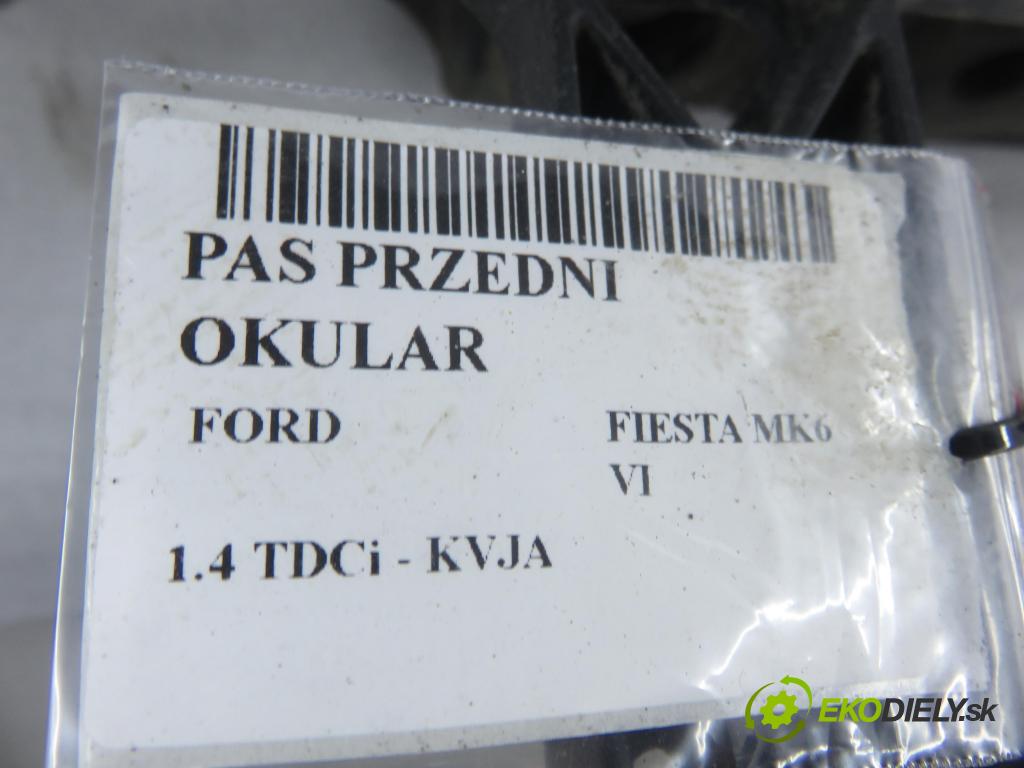 PAS PRZEDNI
OKULAR
FORD
FIESTA MK6
VI
1.4 TDCi - KVJA
EKODIELY.sk